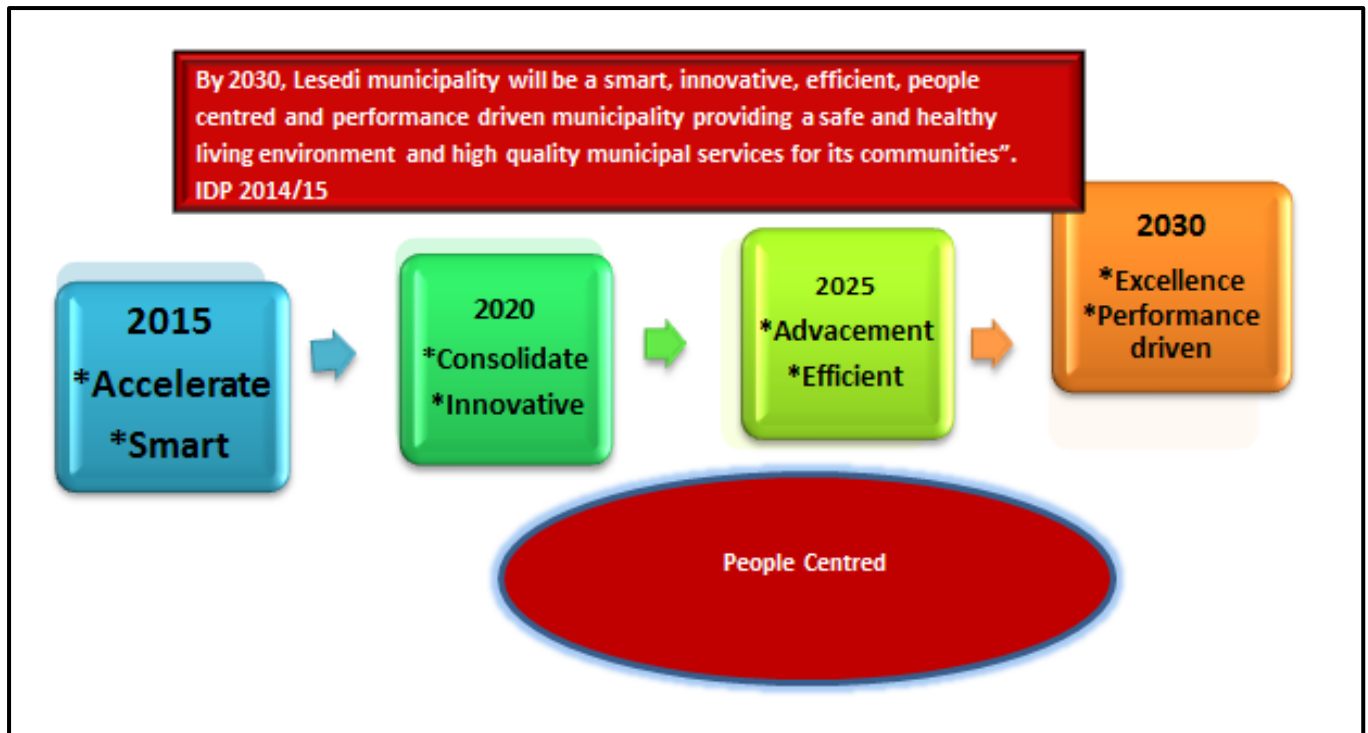 By 2030, Lesedi municipality will be a smart, innovative, efficient, people
centred and performance driven municipality providing a safe and healthy
living environment and high quality municipal services for its communities”.
IDP 2014/15
2015
*Accelerate
*Smart
2020
*Consolidate
*Innovative
2025
*Advacement
*Efficient
2030
*Excellence
*Performance
driven
People Centred